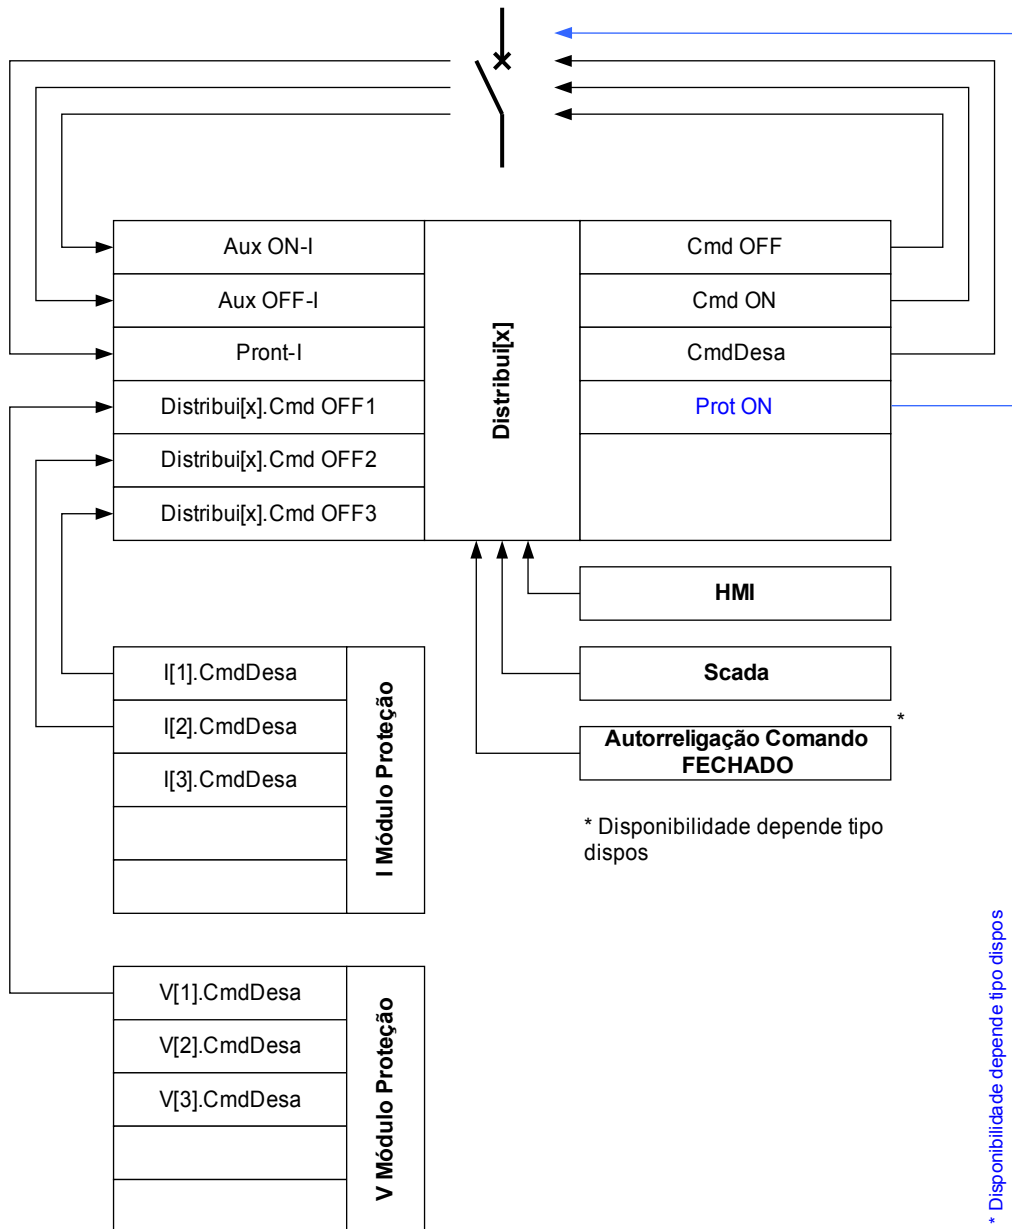 Aux ON-I
Aux OFF-I
Pront-I
Distribui[x].Cmd OFF1
Distribui[x].Cmd OFF2
Distribui[x].Cmd OFF3
Distribui[x]
Cmd OFF
Cmd ON
CmdDesa
Prot ON
HMI
Scada
*
Autorreligação Comando
FECHADO
* Disponibilidade depende tipo
dispos
I[1].CmdDesa
I[2].CmdDesa
I[3].CmdDesa
I Módulo Proteção
V[1].CmdDesa
V[2].CmdDesa
V[3].CmdDesa
V Módulo Proteção
* Disponibilidade depende tipo dispos